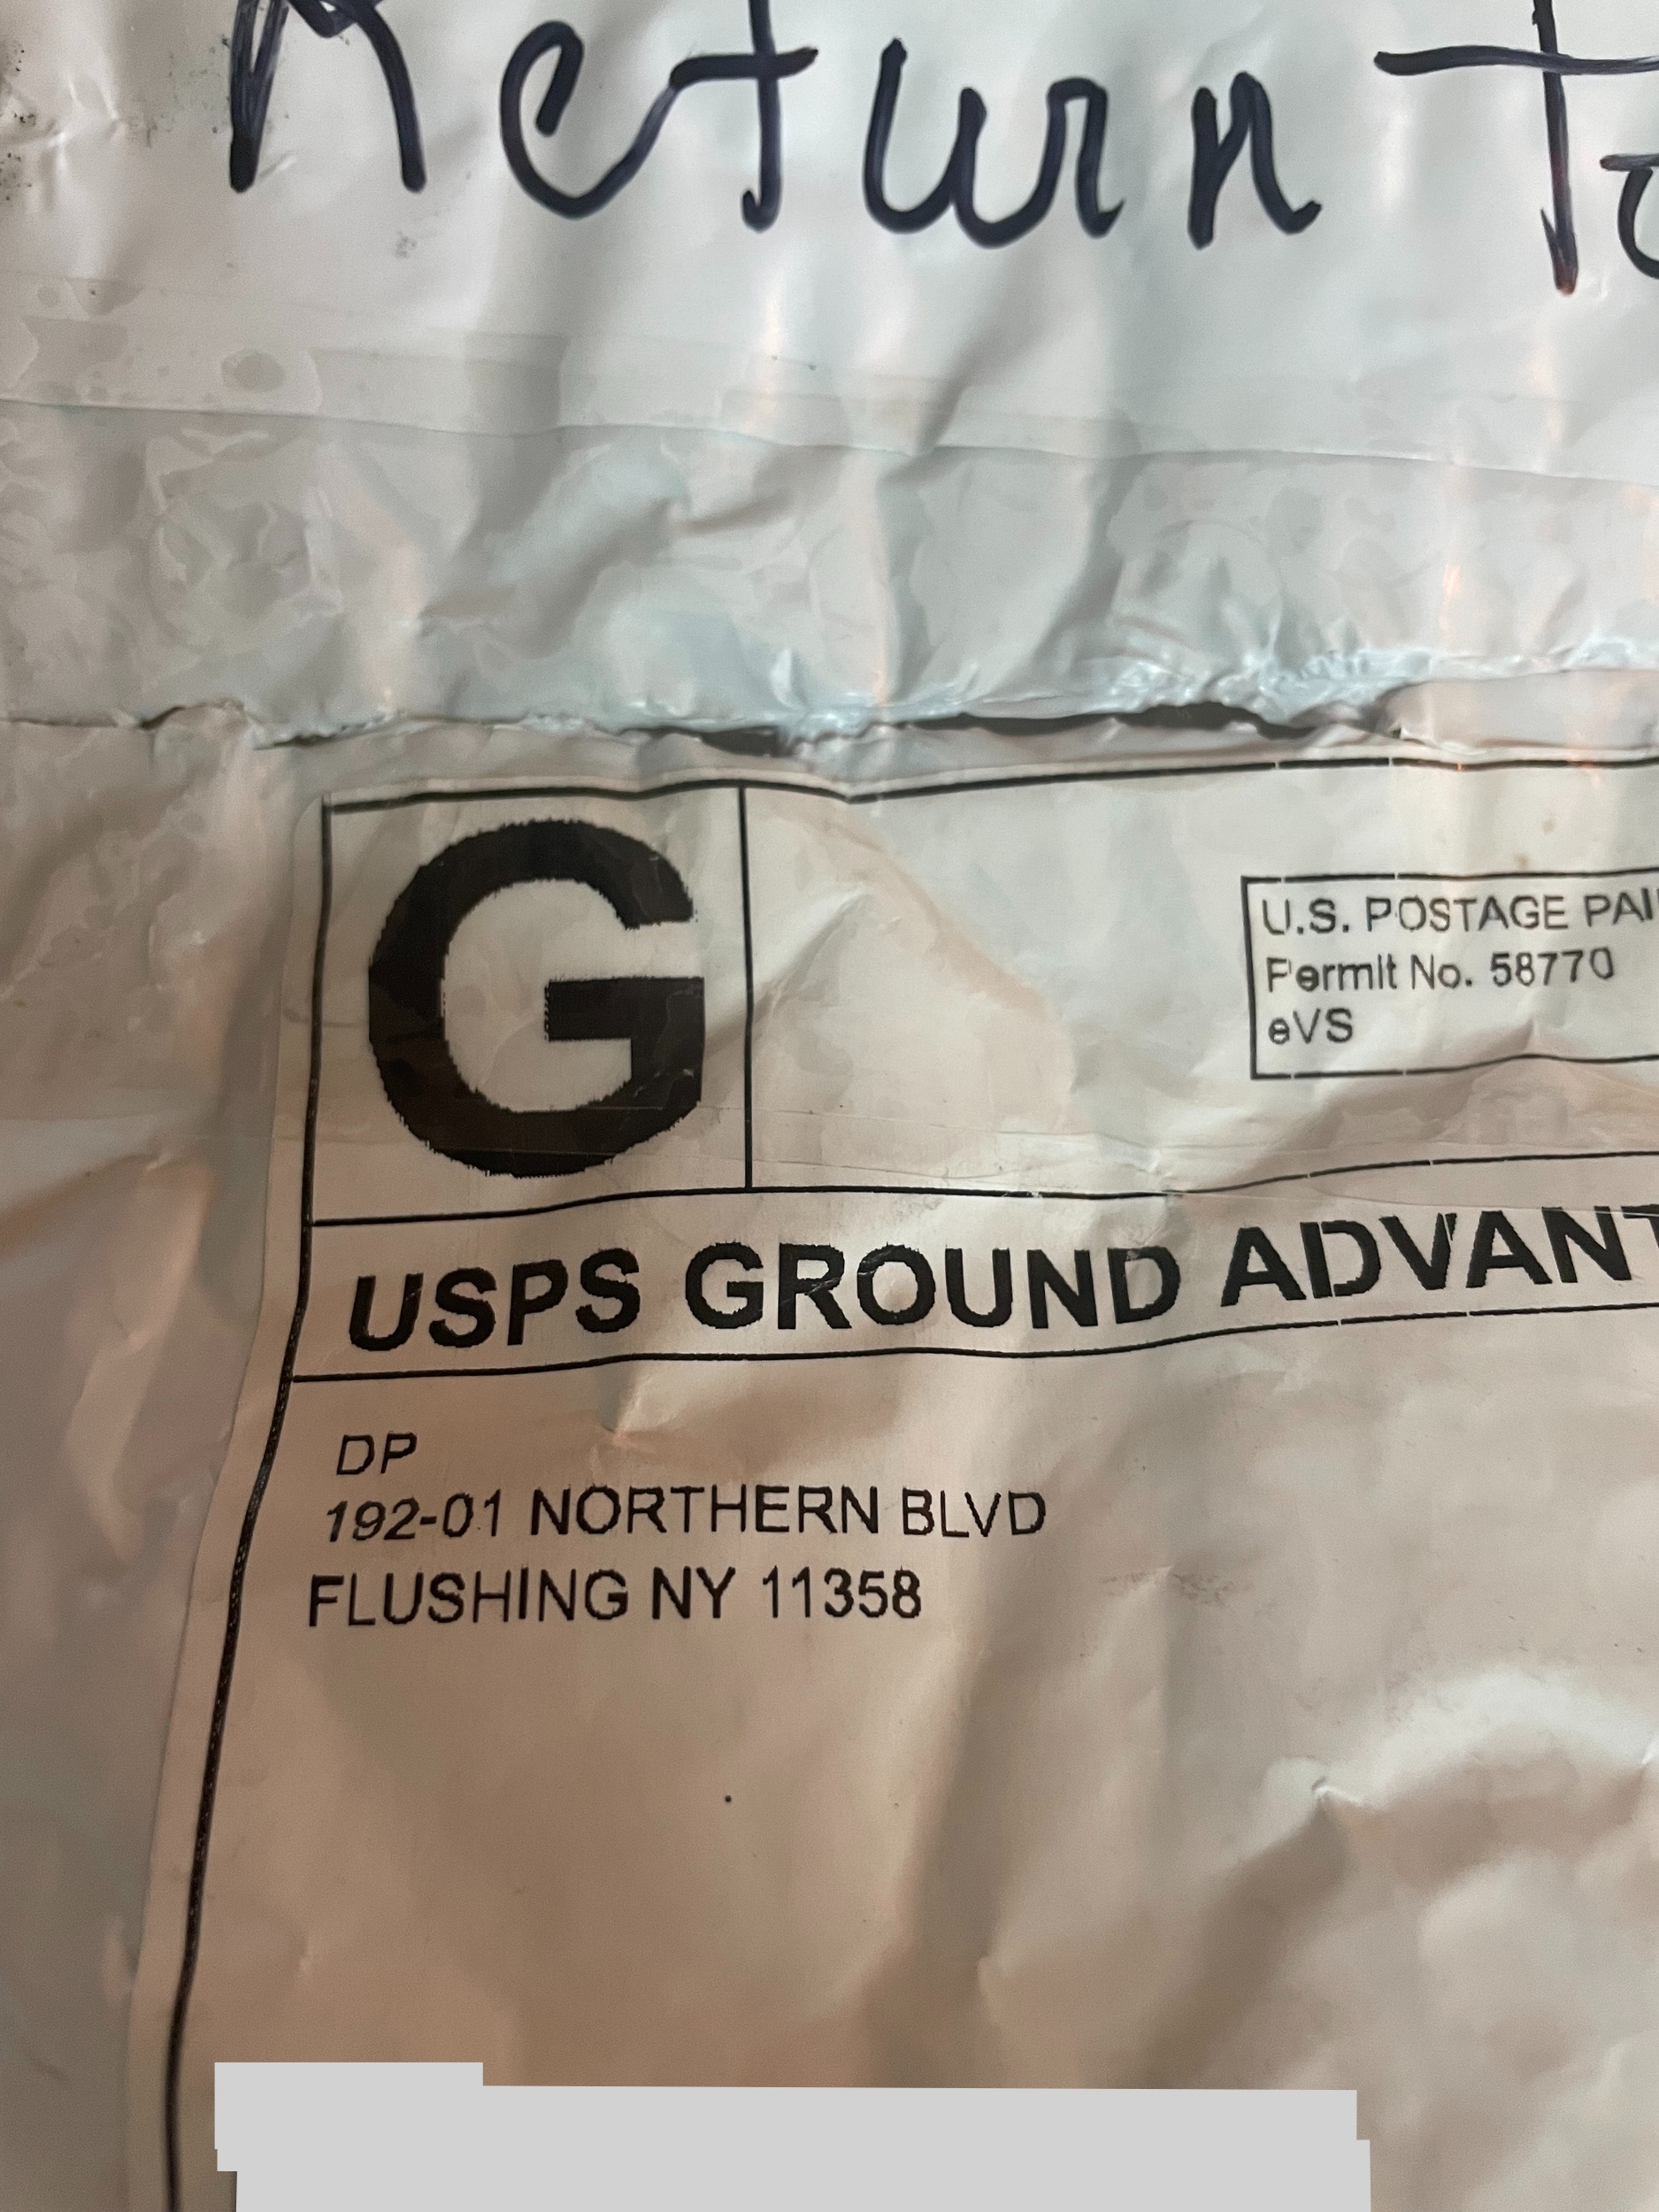 Return to
G
U.S. POSTAGE PAI
Permit No. 58770
eVS
USPS GROUND ADVANT
DP
192-01 NORTHERN BLVD
FLUSHING NY 11358